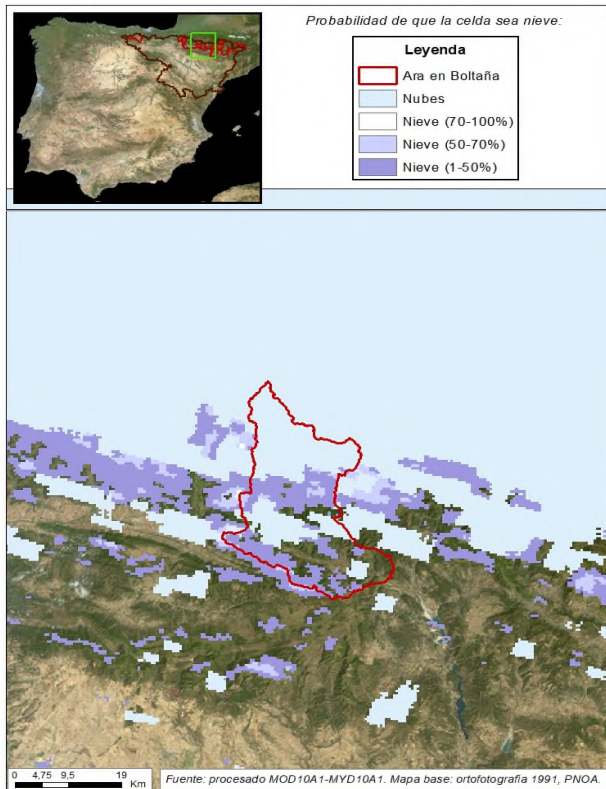 Probabilidad de que la celda sea nieve:
Leyenda
Ara en Boltaña
Nubes
Nieve (70-100%)
Nieve (50-70%)
Nieve (1-50%)
0 4,75 9,5 19
Km
Fuente: procesado MOD10A1-MYD10A1. Mapa base: ortofotografia 1991, PNOA.